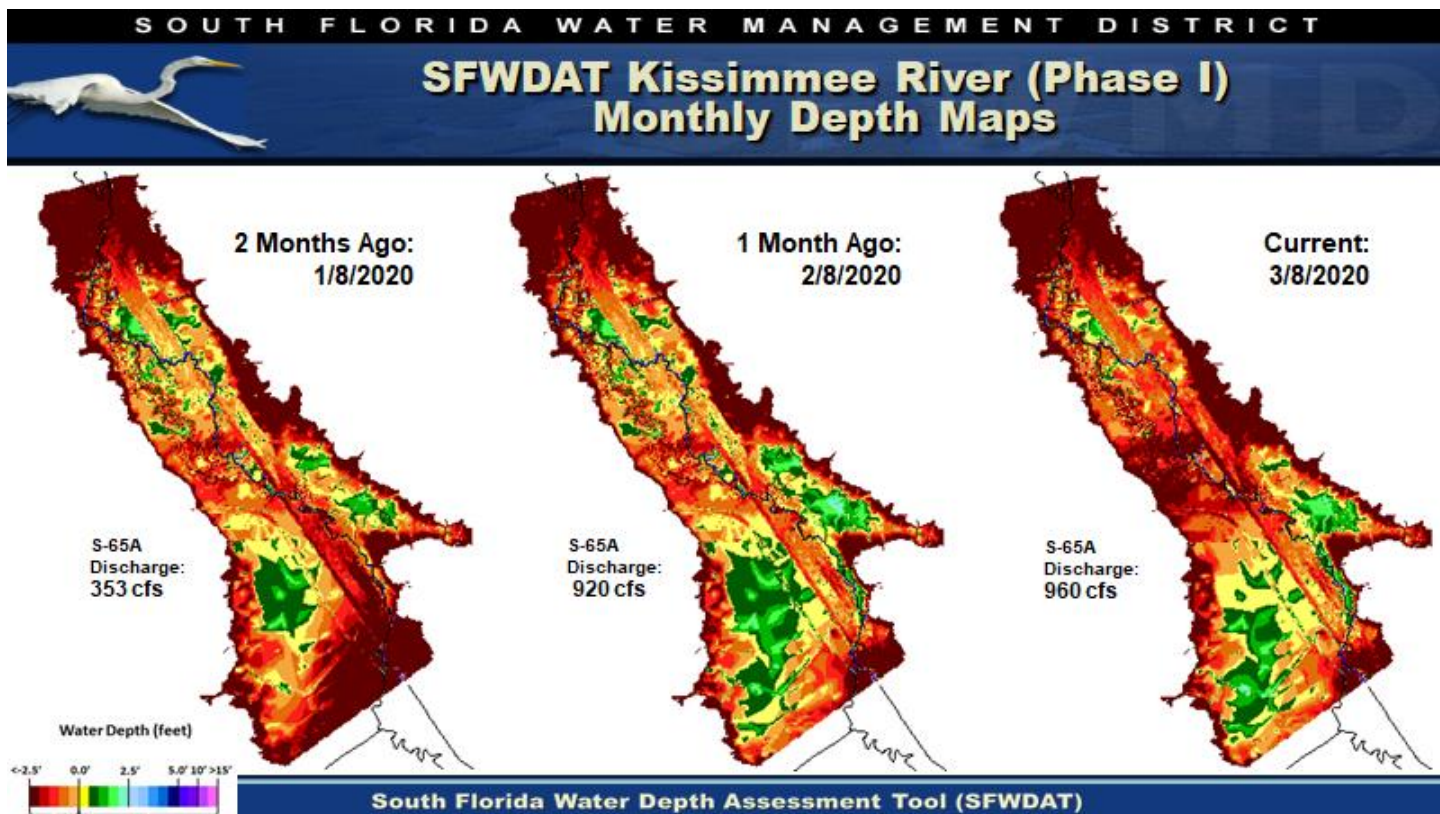 SOUTH FLORIDA WATER MANAGEMENT DISTRICT
SFWDAT Kissimmee River (Phase I)
Monthly Depth Maps
2 Months Ago:
1/8/2020
1 Month Ago:
2/8/2020
Current:
3/8/2020
S-65A
Discharge:
353 cfs
S-65A
Discharge:
920 cfs
S-65A
Discharge:
960 cfs
Water Depth (feet)
<-2.5' 0.0' 2.5' 5.0' 10' >15'
South Florida Water Depth Assessment Tool (SFWDAT)